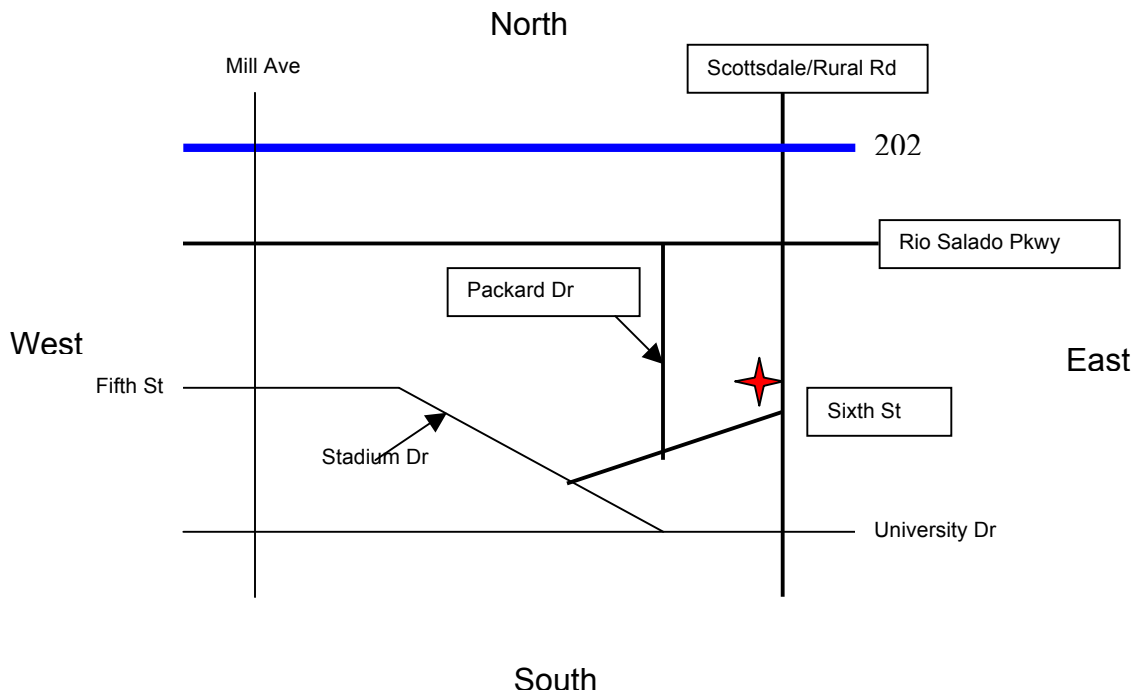 North
Mill Ave
Scottsdale/Rural Rd
202
Rio Salado Pkwy
Packard Dr
West
East
Fifth St
Sixth St
Stadium Dr
University Dr
South